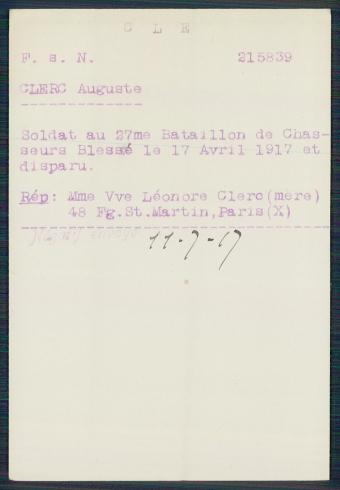 C L E
F. s. N. 215839
CLERC Auguste
Soldat au 27me Bataillon de Chas-
seurs Blessé le 17 Avril 1917 et
disparu.
Rép: Mme Vve Léonore Clerc(mère)
48 Fg.St.Martin,Paris(X)
11-7-17